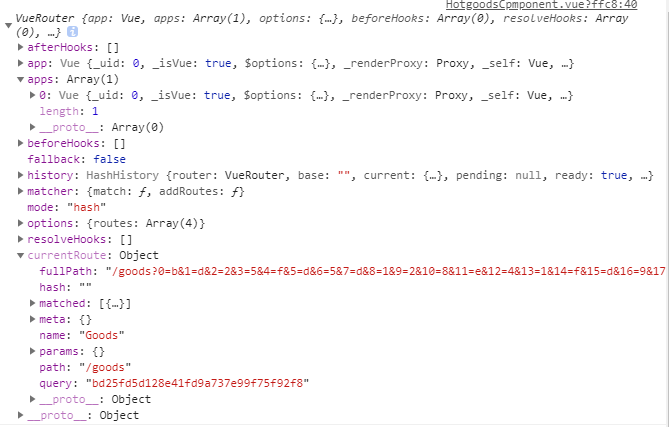 HotgoodsCpmponent.vue?ffc8:40
VueRouter {app: Vue, apps: Array(1), options: {…}, beforeHooks: Array(0), resolveHooks: Array
(0), …} i
afterHooks: []
app: Vue {_uid: 0, _isVue: true, $options: {…}, _renderProxy: Proxy, _self: Vue, …}
apps: Array(1)
0: Vue {_uid: 0, _isVue: true, $options: {…}, _renderProxy: Proxy, _self: Vue, …}
length: 1
__proto__: Array(0)
beforeHooks: []
fallback: false
history: HashHistory {router: VueRouter, base: "", current: {…}, pending: null, ready: true, …}
matcher: {match: ƒ, addRoutes: ƒ}
mode: "hash"
options: {routes: Array(4)}
resolveHooks: []
currentRoute: Object
fullPath: "/goods?0=b&1=d&2=2&3=5&4=f&5=d&6=5&7=d&8=1&9=2&10=8&11=e&12=4&13=1&14=f&15=d&16=9&17
hash: ""
matched: [{…}]
meta: {}
name: "Goods"
params: {}
path: "/goods"
query: "bd25fd5d128e41fd9a737e99f75f92f8"
__proto__: Object
__proto__: Object